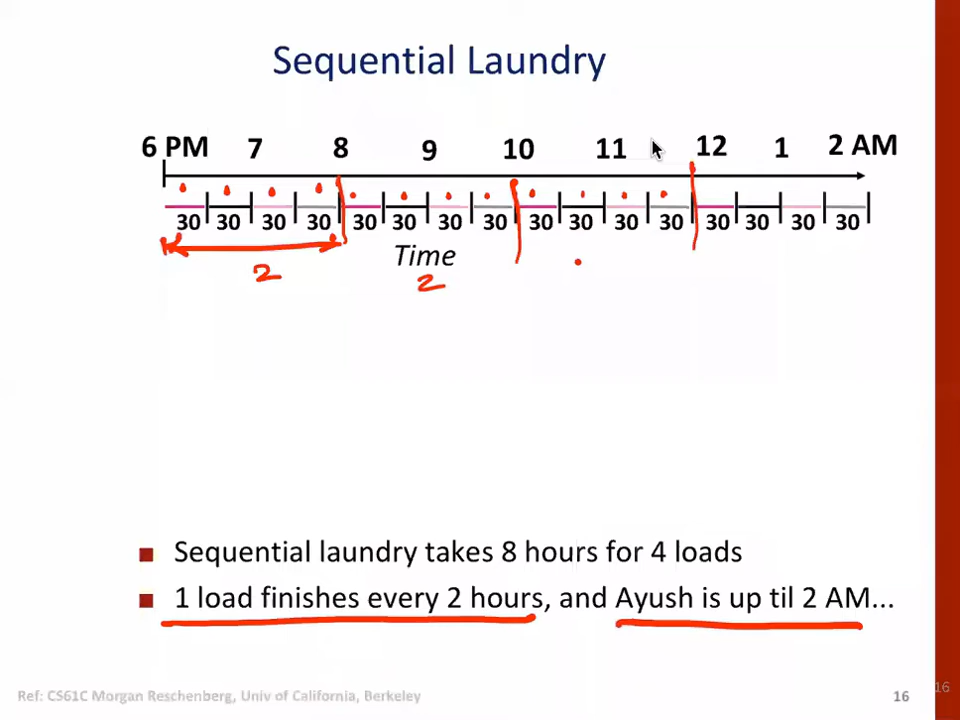 Sequential Laundry
6 PM 7 8 9 10 11 12 1 2 AM
30 30 30 30 30 30 30 30 30 30 30 30 30 30 30 30
Time
2 2
■ Sequential laundry takes 8 hours for 4 loads
■ 1 load finishes every 2 hours, and Ayush is up til 2 AM...
Ref: CS61C Morgan Reschenberg, Univ of California, Berkeley 16 16